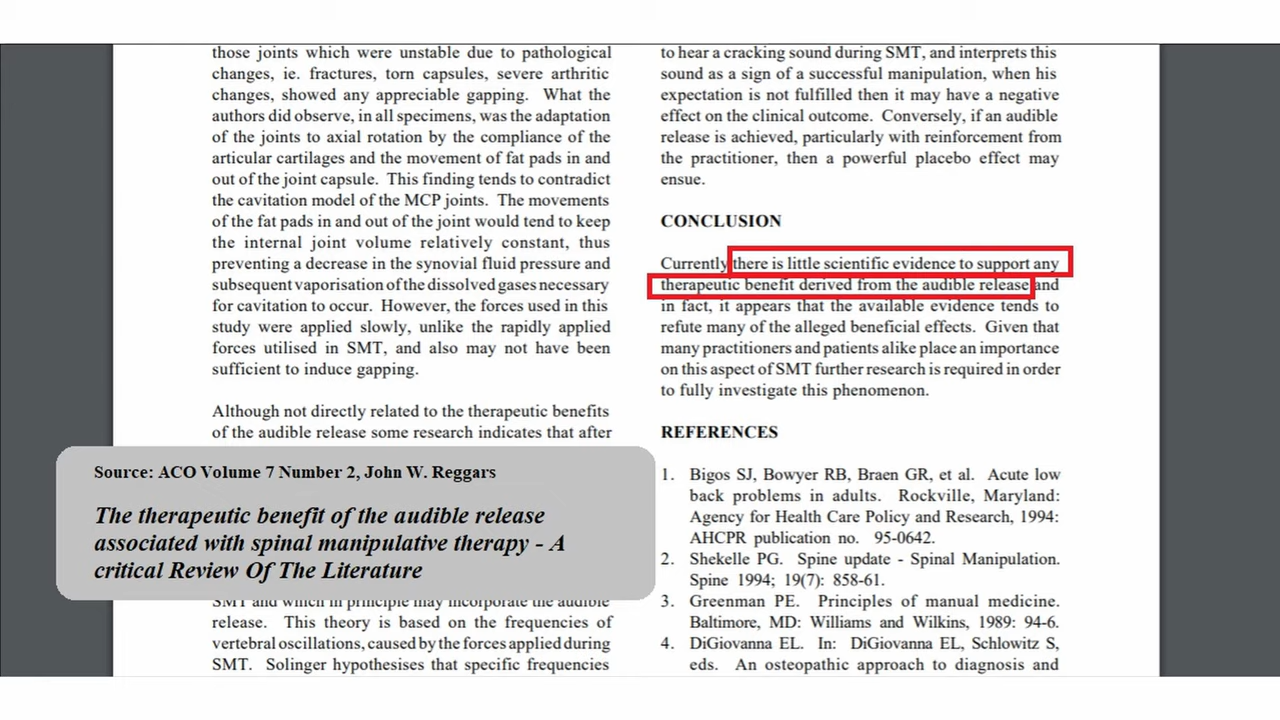 those joints which were unstable due to pathological
changes, ie. fractures, torn capsules, severe arthritic
changes, showed any appreciable gapping. What the
authors did observe, in all specimens, was the adaptation
of the joints to axial rotation by the compliance of the
articular cartilages and the movement of fat pads in and
out of the joint capsule. This finding tends to contradict
the cavitation model of the MCP joints. The movements
of the fat pads in and out of the joint would tend to keep
the internal joint volume relatively constant, thus
preventing a decrease in the synovial fluid pressure and
subsequent vaporisation of the dissolved gases necessary
for cavitation to occur. However, the forces used in this
study were applied slowly, unlike the rapidly applied
forces utilised in SMT, and also may not have been
sufficient to induce gapping.
Although not directly related to the therapeutic benefits
of the audible release some research indicates that after
Source: ACO Volume 7 Number 2, John W. Reggars
The therapeutic benefit of the audible release
associated with spinal manipulative therapy - A
critical Review Of The Literature
SMT and which in principle may incorporate the audible
release. This theory is based on the frequencies of
vertebral oscillations, caused by the forces applied during
SMT. Solinger hypothesises that specific frequencies
to hear a cracking sound during SMT, and interprets this
sound as a sign of a successful manipulation, when his
expectation is not fulfilled then it may have a negative
effect on the clinical outcome. Conversely, if an audible
release is achieved, particularly with reinforcement from
the practitioner, then a powerful placebo effect may
ensue.
CONCLUSION
Currently there is little scientific evidence to support any
therapeutic benefit derived from the audible release and
in fact, it appears that the available evidence tends to
refute many of the alleged beneficial effects. Given that
many practitioners and patients alike place an importance
on this aspect of SMT further research is required in order
to fully investigate this phenomenon.
REFERENCES
1. Bigos SJ, Bowyer RB, Braen GR, et al. Acute low
back problems in adults. Rockville, Maryland:
Agency for Health Care Policy and Research, 1994:
AHCPR publication no. 95-0642.
2. Shekelle PG. Spine update - Spinal Manipulation.
Spine 1994; 19(7): 858-61.
3. Greenman PE. Principles of manual medicine.
Baltimore, MD: Williams and Wilkins, 1989: 94-6.
4. DiGiovanna EL. In: DiGiovanna EL, Schlowitz S,
eds. An osteopathic approach to diagnosis and